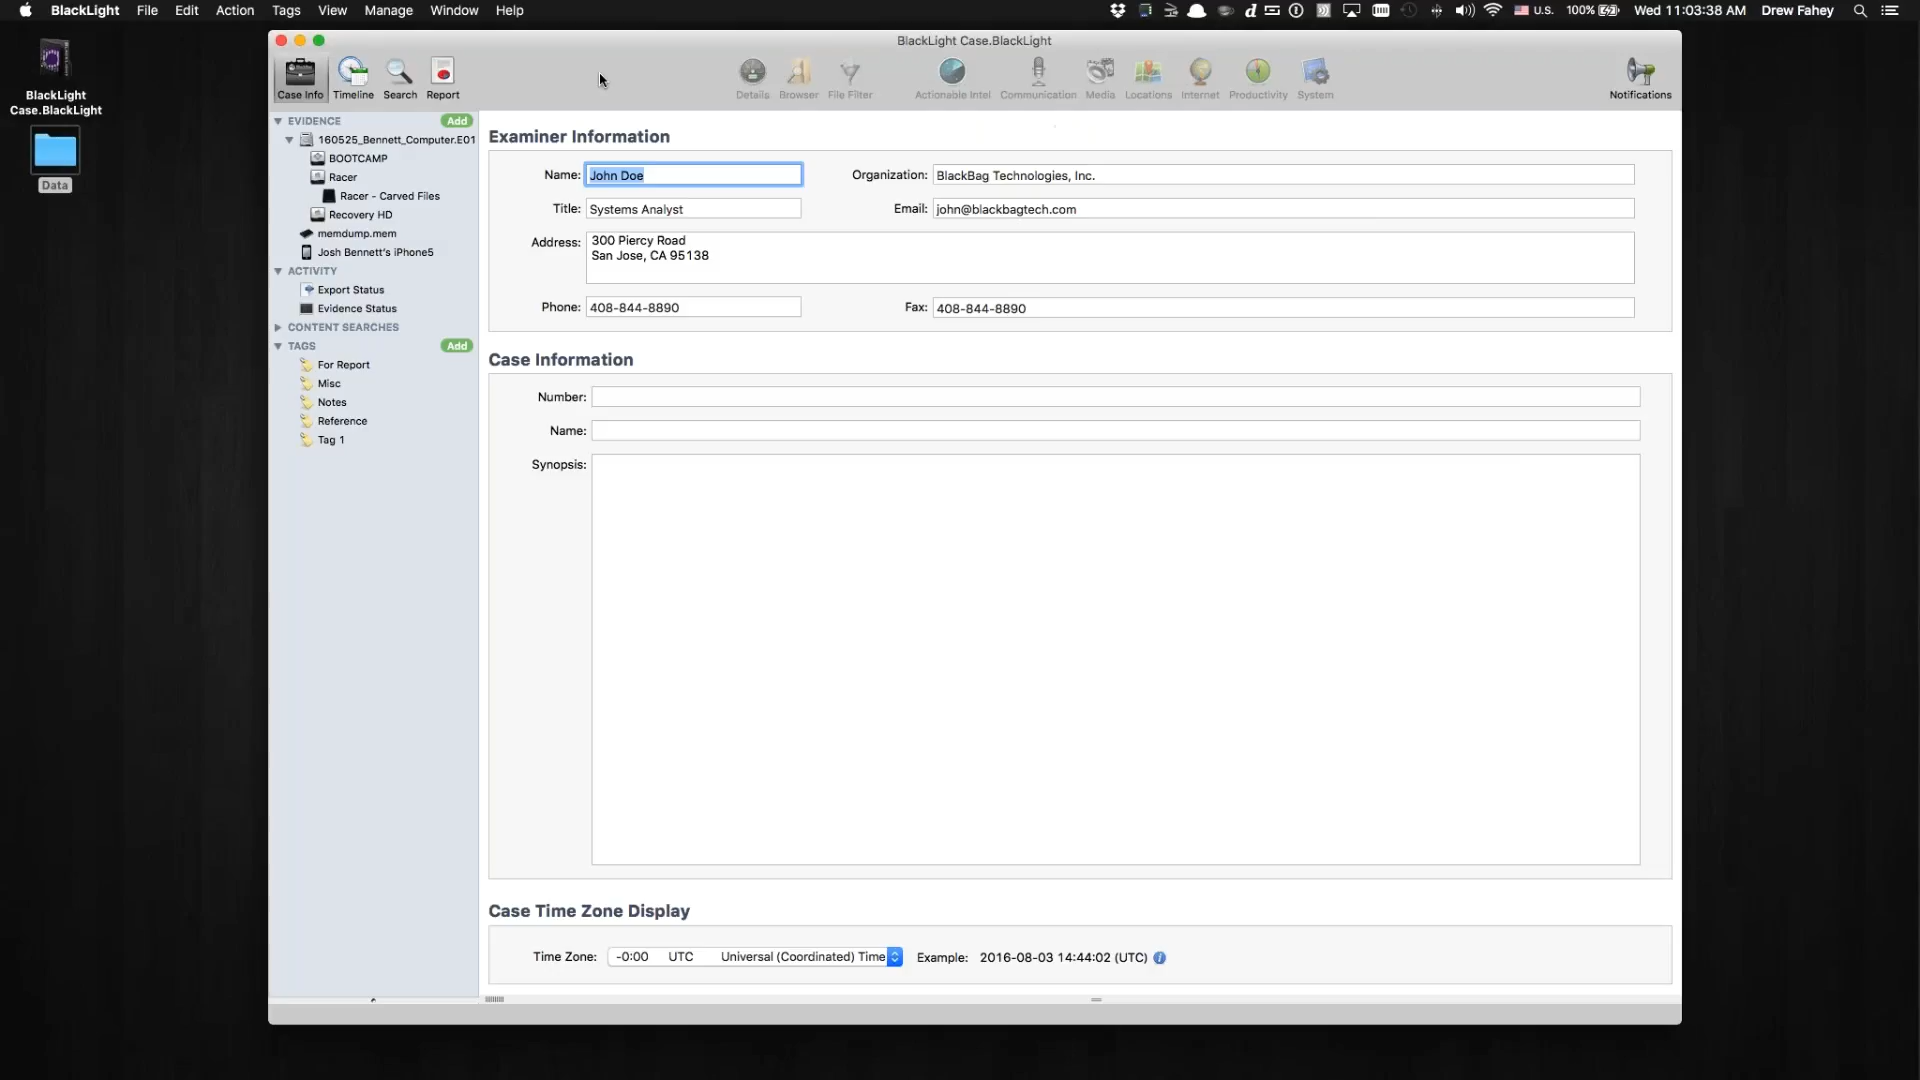 BlackLight File Edit Action Tags View Manage Window Help
U.S. 100% Wed 11:03:38 AM Drew Fahey
BlackLight Case.BlackLight
Case Info Timeline Search Report
Details Browser File Filter
Actionable Intel Communication Media Locations Internet Productivity System
Notifications
BlackLight
Case.BlackLight
Data
EVIDENCE Add
160525_Bennett_Computer.E01
BOOTCAMP
Racer
Racer - Carved Files
Recovery HD
memdump.mem
Josh Bennett's iPhone5
ACTIVITY
Export Status
Evidence Status
CONTENT SEARCHES
TAGS Add
For Report
Misc
Notes
Reference
Tag 1
Examiner Information
Name: John Doe Organization: BlackBag Technologies, Inc.
Title: Systems Analyst Email: john@blackbagtech.com
Address: 300 Piercy Road
San Jose, CA 95138
Phone: 408-844-8890 Fax: 408-844-8890
Case Information
Number:
Name:
Synopsis:
Case Time Zone Display
Time Zone: -0:00 UTC Universal (Coordinated) Time Example: 2016-08-03 14:44:02 (UTC)